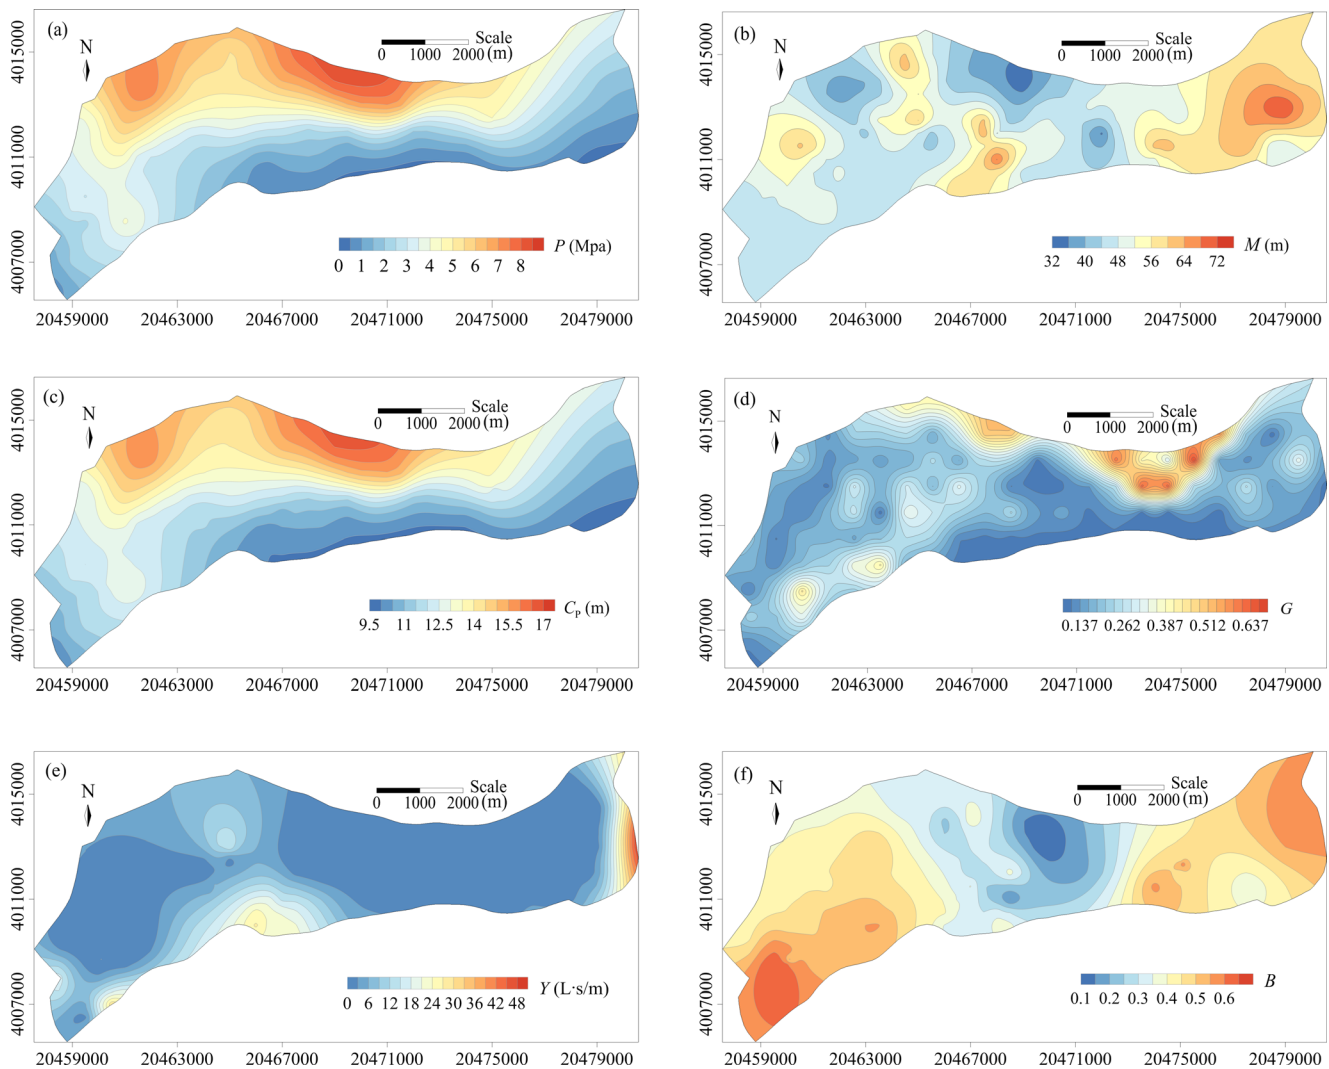 (a)
N
Scale
0 1000 2000 (m)
4015000
4011000
4007000
P (Mpa)
0 1 2 3 4 5 6 7 8
20459000 20463000 20467000 20471000 20475000 20479000
(b)
N
Scale
0 1000 2000 (m)
4015000
4011000
4007000
M (m)
32 40 48 56 64 72
20459000 20463000 20467000 20471000 20475000 20479000
(c)
N
Scale
0 1000 2000 (m)
4015000
4011000
4007000
CP (m)
9.5 11 12.5 14 15.5 17
20459000 20463000 20467000 20471000 20475000 20479000
(d)
N
Scale
0 1000 2000 (m)
4015000
4011000
4007000
G
0.137 0.262 0.387 0.512 0.637
20459000 20463000 20467000 20471000 20475000 20479000
(e)
N
Scale
0 1000 2000 (m)
4015000
4011000
4007000
Y (L·s/m)
0 6 12 18 24 30 36 42 48
20459000 20463000 20467000 20471000 20475000 20479000
(f)
N
Scale
0 1000 2000 (m)
4015000
4011000
4007000
B
0.1 0.2 0.3 0.4 0.5 0.6
20459000 20463000 20467000 20471000 20475000 20479000